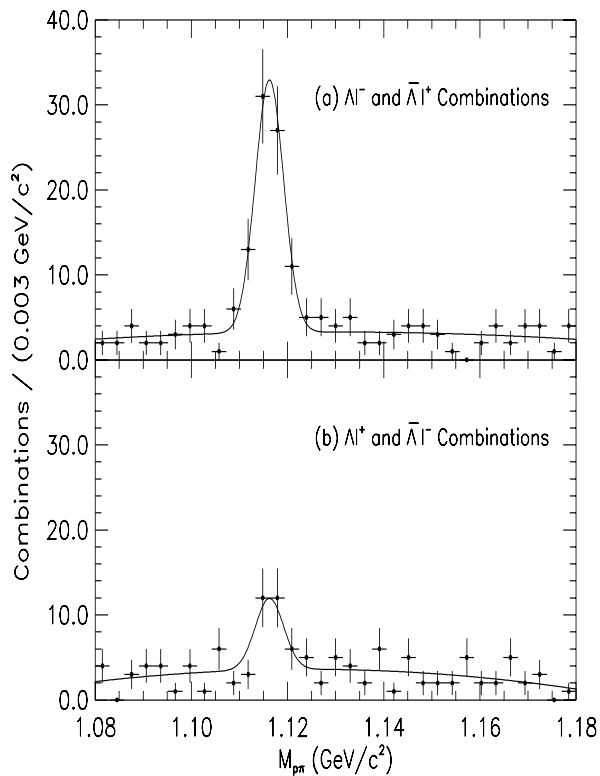 40.0
30.0
20.0
10.0
0.0
(a) Λl⁻ and Λ̄l⁺ Combinations
30.0
20.0
10.0
0.0
(b) Λl⁺ and Λ̄l⁻ Combinations
1.08 1.10 1.12 1.14 1.16 1.18
M_pπ (GeV/c²)
Combinations / (0.003 GeV/c²)